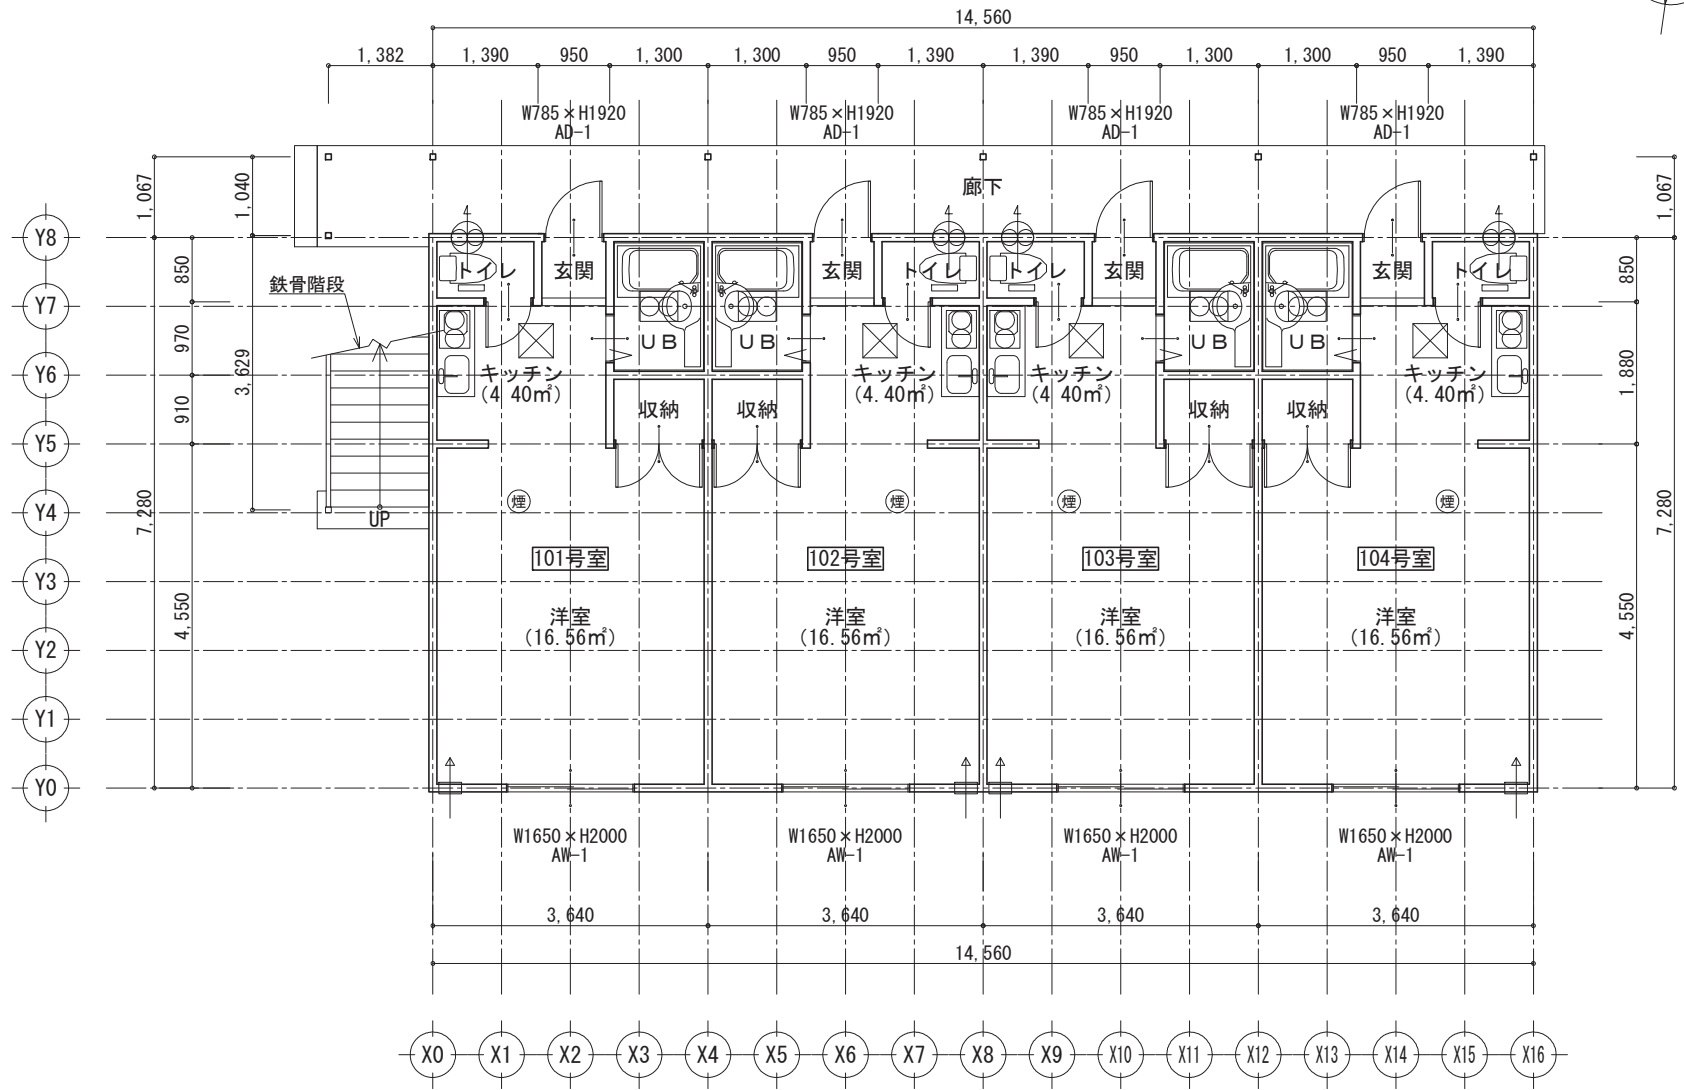 14,560
1,382 1,390 950 1,300 1,300 950 1,390 1,390 950 1,300 1,300 950 1,390
W785×H1920 W785×H1920 W785×H1920 W785×H1920
AD-1 AD-1 AD-1 AD-1
1,067 1,040 廊下 1,067
4 4 4 4
Y8
850 トイレ 玄関 玄関 トイレ トイレ 玄関 玄関 トイレ 850
鉄骨階段
Y7
970 UB UB UB UB
3,629
Y6
キッチン キッチン キッチン キッチン 1,880
(4.40㎡) (4.40㎡) (4.40㎡) (4.40㎡)
910 収納 収納 収納 収納
Y5
煙 煙 煙 煙
Y4
UP
7,280 7,280
101号室 102号室 103号室 104号室
Y3
4,550 洋室 洋室 洋室 洋室 4,550
(16.56㎡) (16.56㎡) (16.56㎡) (16.56㎡)
Y2
Y1
Y0
W1650×H2000 W1650×H2000 W1650×H2000 W1650×H2000
AW-1 AW-1 AW-1 AW-1
3,640 3,640 3,640 3,640
14,560
X0 X1 X2 X3 X4 X5 X6 X7 X8 X9 X10 X11 X12 X13 X14 X15 X16